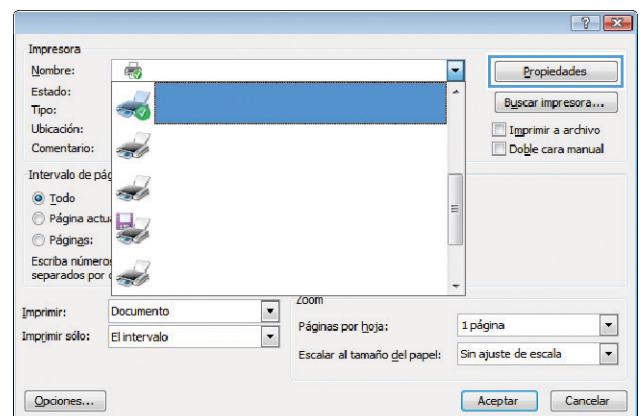 Impresora
Nombre:
Propiedades
Estado:
Buscar impresora...
Tipo:
Ubicación:
Imprimir a archivo
Comentario:
Doble cara manual
Intervalo de pág
Todo
Página actu
Páginas:
Escriba número
separados por
Imprimir:
Documento
Zoom
Imprimir sólo:
El intervalo
Páginas por hoja:
1 página
Escalar al tamaño del papel:
Sin ajuste de escala
Opciones...
Aceptar
Cancelar